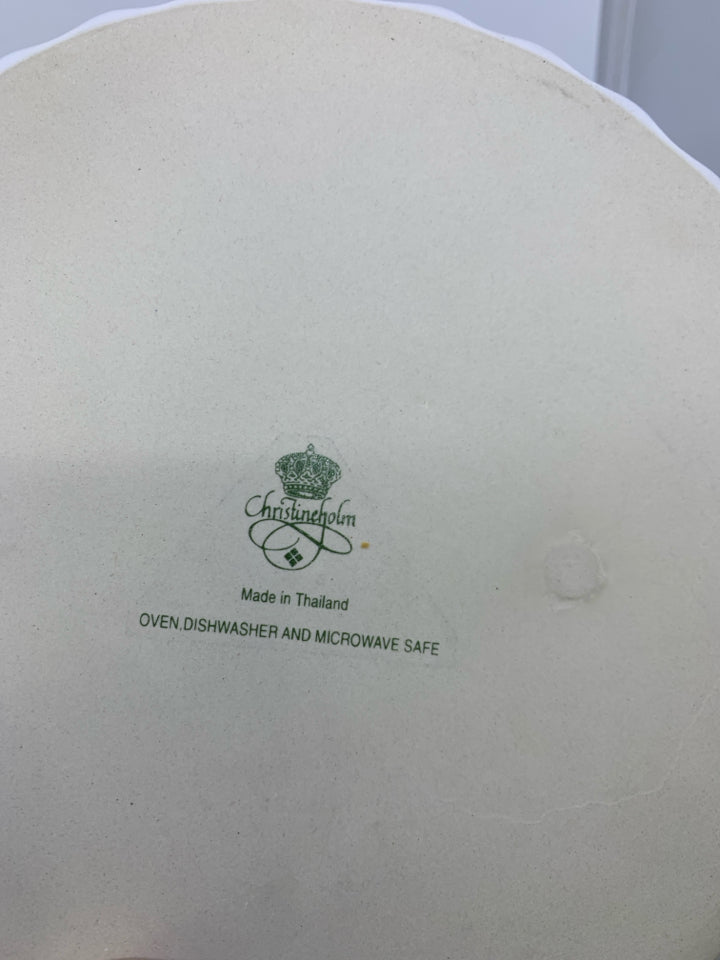 Christineholm
Made in Thailand
OVEN,DISHWASHER AND MICROWAVE SAFE